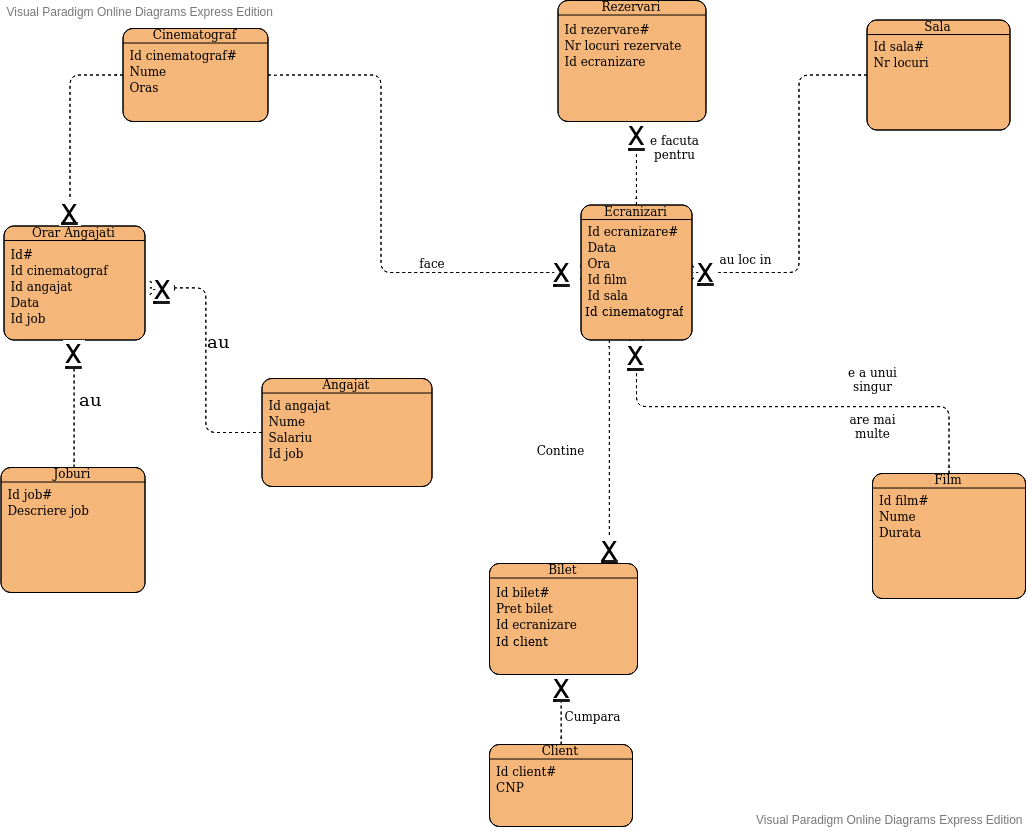 Visual Paradigm Online Diagrams Express Edition
Cinematograf
Id cinematograf#
Nume
Oras
Rezervari
Id rezervare#
Nr locuri rezervate
Id ecranizare
Sala
Id sala#
Nr locuri
X
e facuta
pentru
X
Orar Angajati
Id#
Id cinematograf
Id angajat
Data
Id job
X
au
face
X
Ecranizari
Id ecranizare#
Data
Ora
Id film
Id sala
Id cinematograf
X
au loc in
X
au
X
e a unui
singur
are mai
multe
Angajat
Id angajat
Nume
Salariu
Id job
Joburi
Id job#
Descriere job
Contine
Film
Id film#
Nume
Durata
X
Bilet
Id bilet#
Pret bilet
Id ecranizare
Id client
X
Cumpara
Client
Id client#
CNP
Visual Paradigm Online Diagrams Express Edition